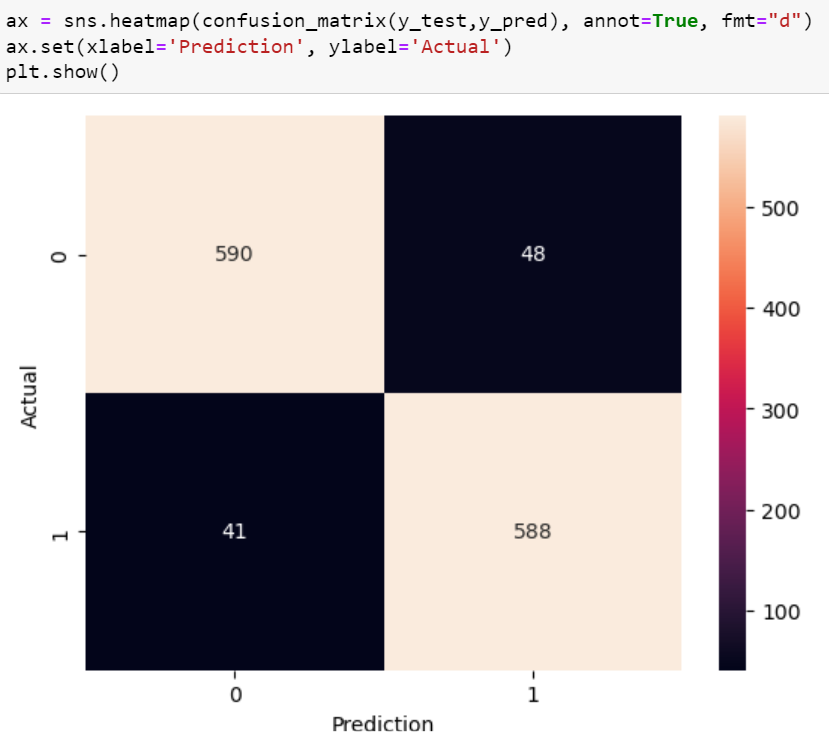 ax = sns.heatmap(confusion_matrix(y_test,y_pred), annot=True, fmt="d")
ax.set(xlabel='Prediction', ylabel='Actual')
plt.show()
590
48
41
588
0
1
Actual
0
1
Prediction
500
400
300
200
100